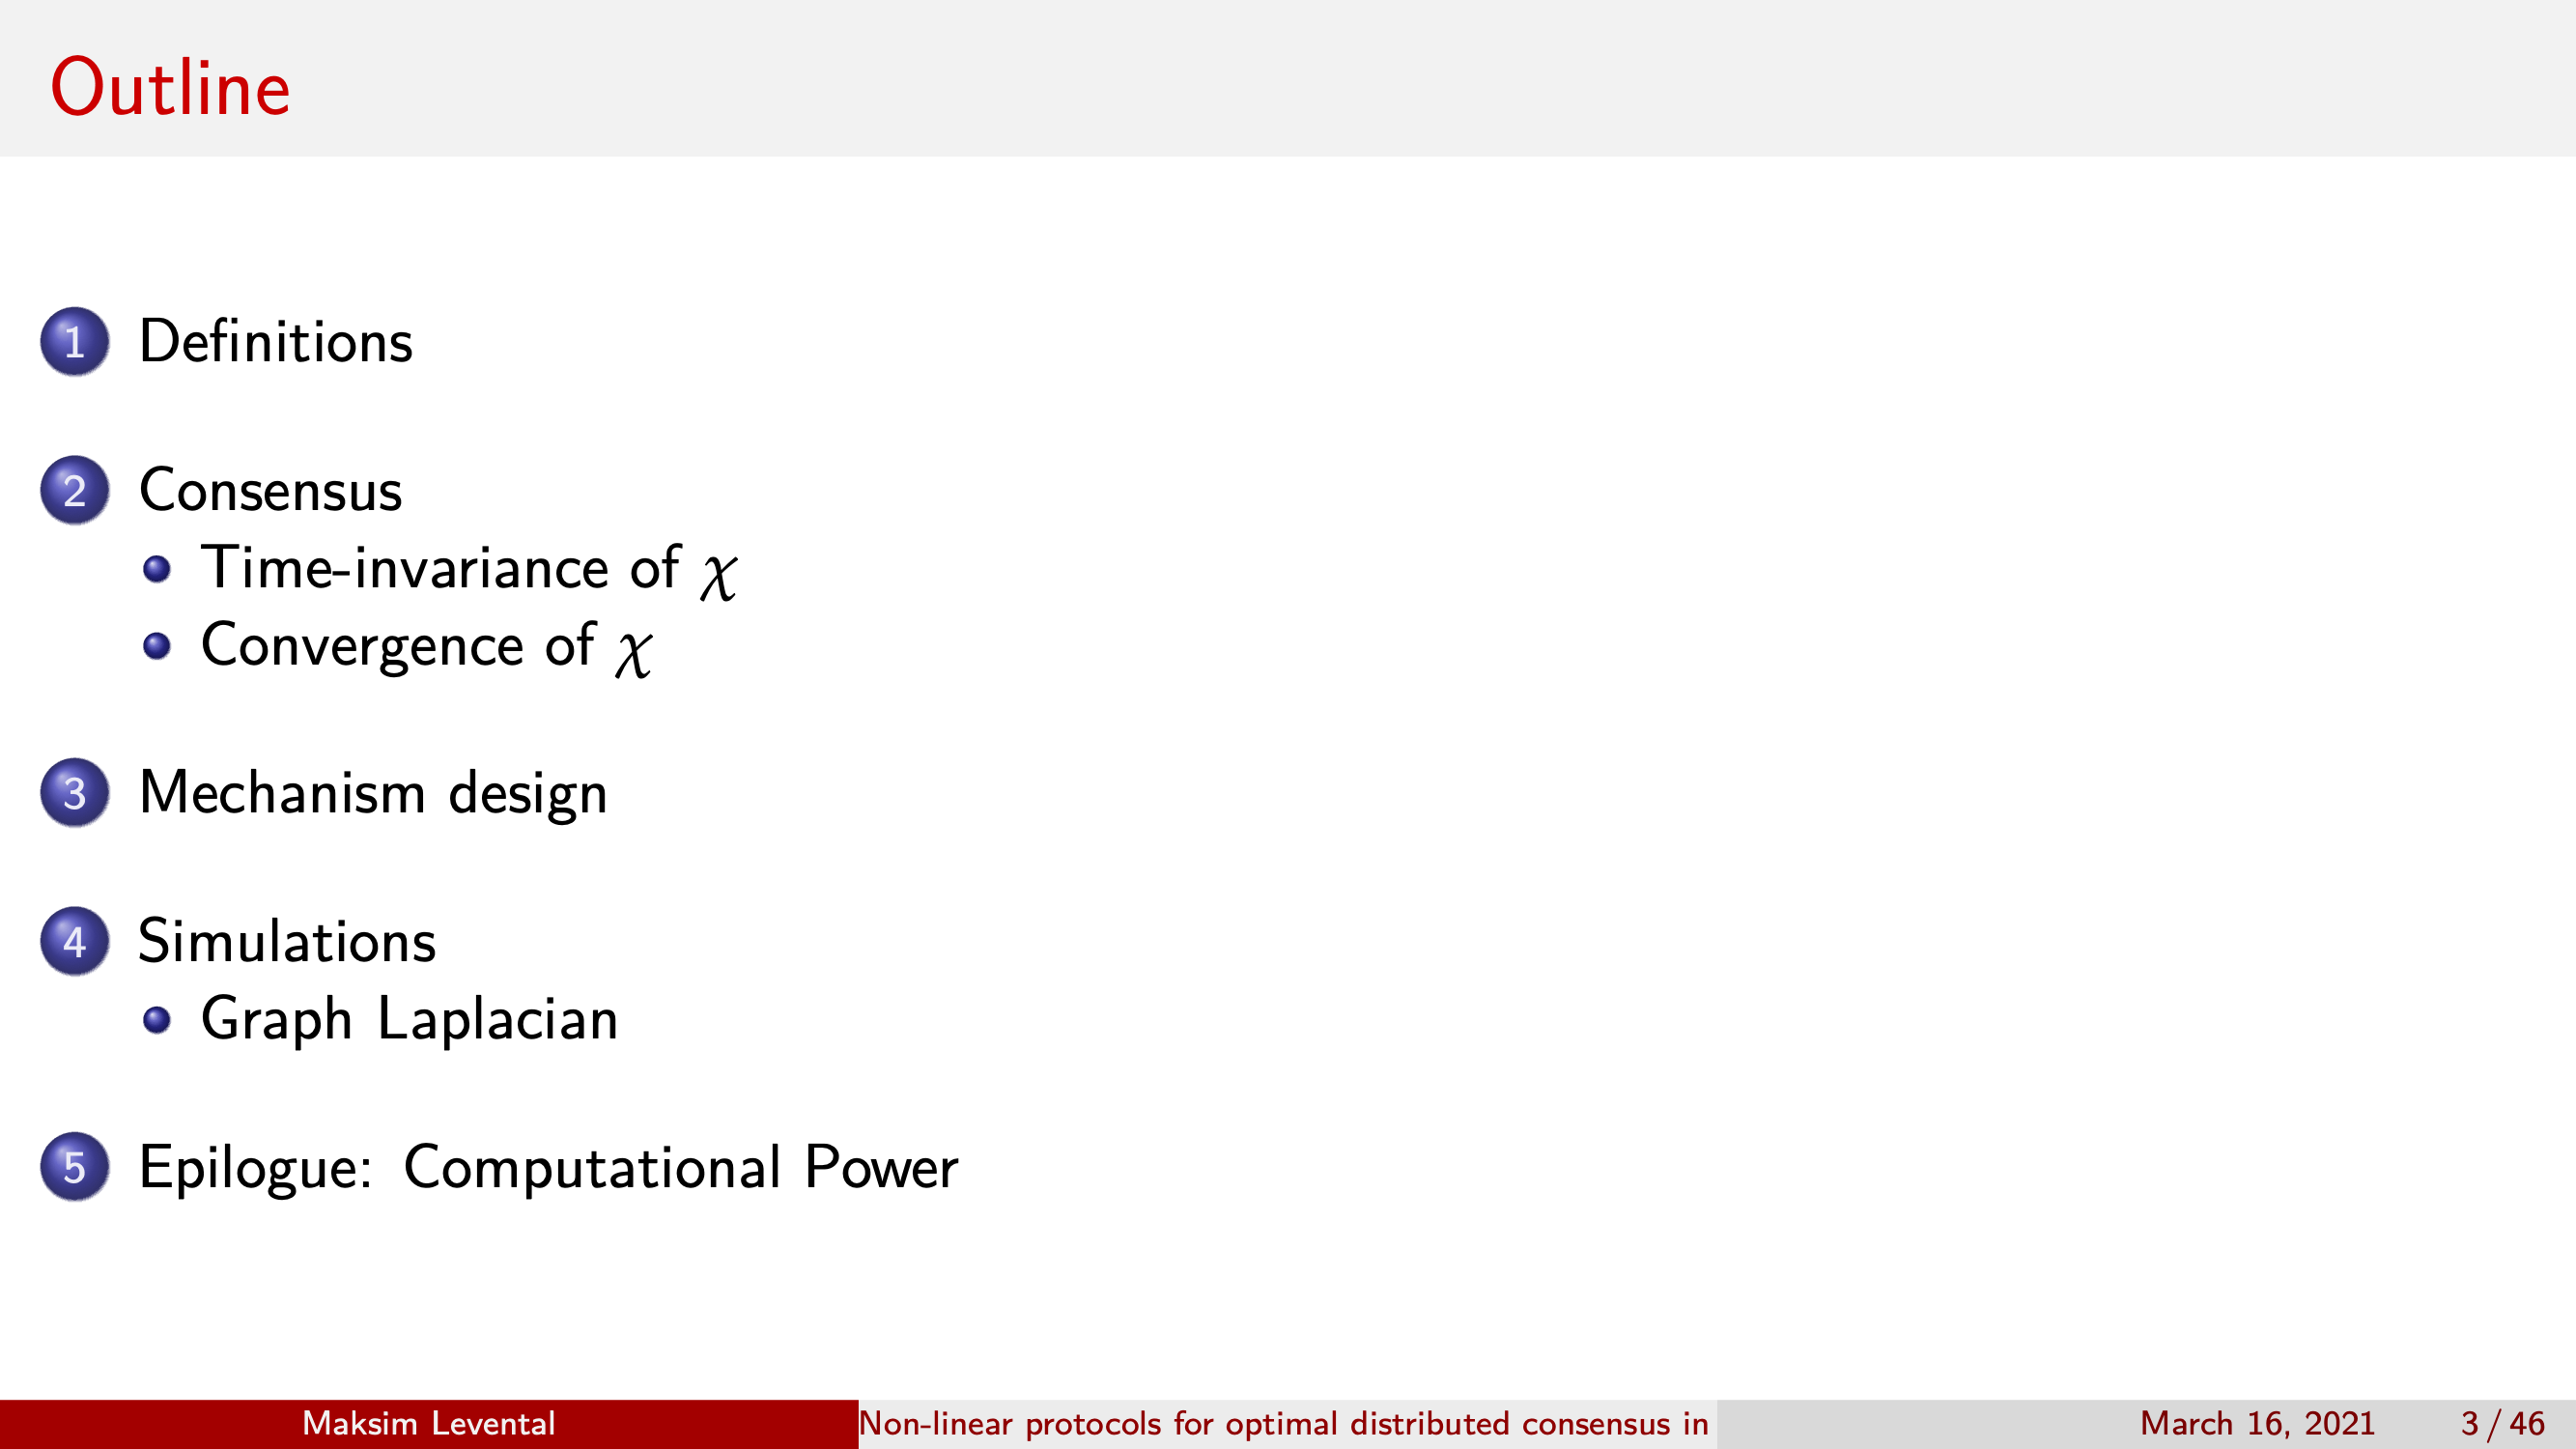 Outline
1 Definitions
2 Consensus
Time-invariance of χ
Convergence of χ
3 Mechanism design
4 Simulations
Graph Laplacian
5 Epilogue: Computational Power
Maksim Levental Non-linear protocols for optimal distributed consensus in March 16, 2021 3 / 46